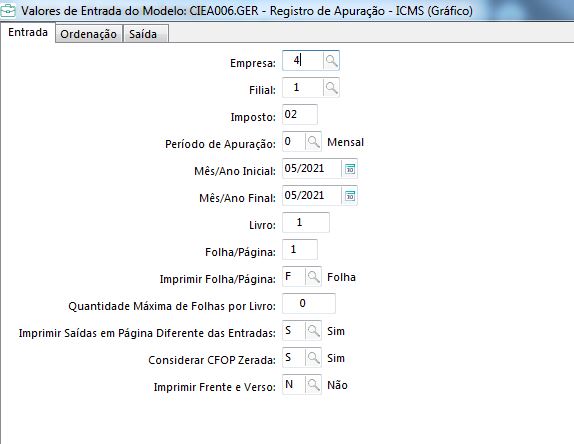 Valores de Entrada do Modelo: CIEA006.GER - Registro de Apuração - ICMS (Gráfico)
Entrada Ordenação Saída
Empresa: 4
Filial: 1
Imposto: 02
Período de Apuração: 0 Mensal
Mês/Ano Inicial: 05/2021
Mês/Ano Final: 05/2021
Livro: 1
Folha/Página: 1
Imprimir Folha/Página: F Folha
Quantidade Máxima de Folhas por Livro: 0
Imprimir Saídas em Página Diferente das Entradas: S Sim
Considerar CFOP Zerada: S Sim
Imprimir Frente e Verso: N Não